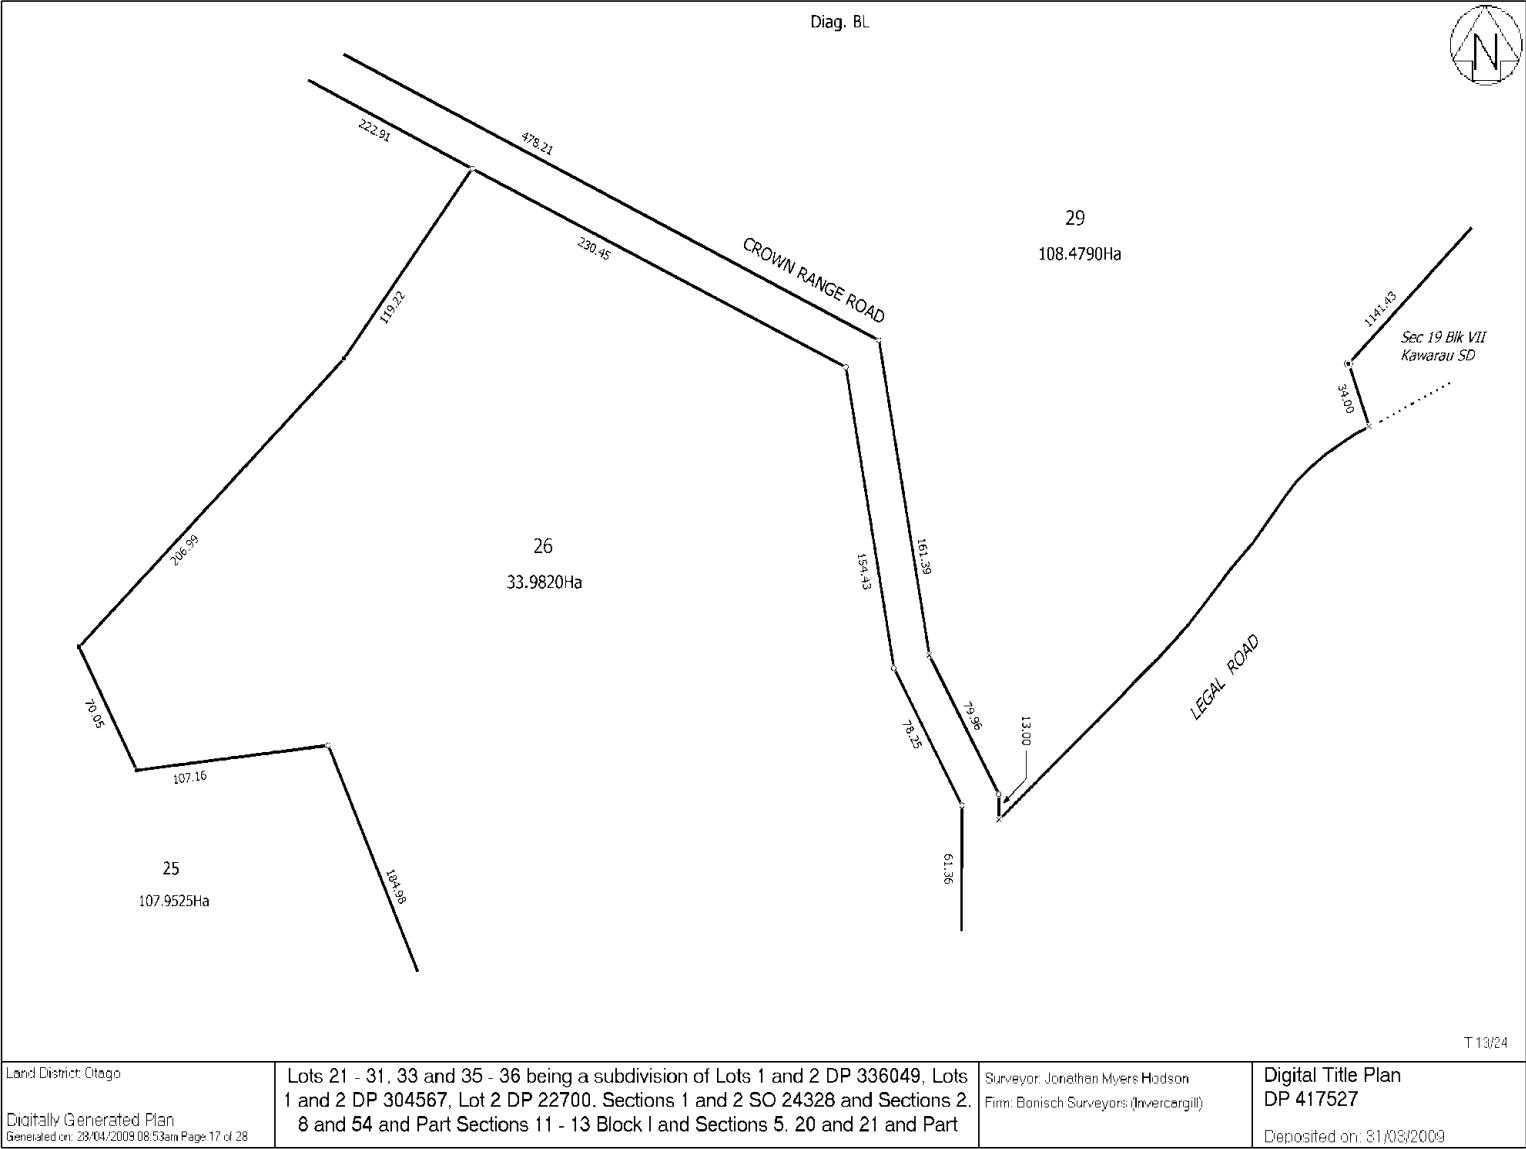 Diag. BL
N
222.91
478.21
230.45
CROWN RANGE ROAD
29
108.4790Ha
119.22
1141.43
Sec 19 Blk VII
Kawarau SD
34.00
206.99
26
33.9820Ha
154.43
161.39
LEGAL ROAD
70.05
107.16
78.25
79.96
13.00
25
107.9525Ha
184.98
61.36
T 13/24
Land District: Otago
Digitally Generated Plan
Generated on: 28/04/2009 08:53am Page 17 of 28
Lots 21 - 31, 33 and 35 - 36 being a subdivision of Lots 1 and 2 DP 336049, Lots
1 and 2 DP 304567, Lot 2 DP 22700, Sections 1 and 2 SO 24328 and Sections 2,
8 and 54 and Part Sections 11 - 13 Block I and Sections 5, 20 and 21 and Part
Surveyor: Jonathan Myers Hodson
Firm: Bonisch Surveyors (Invercargill)
Digital Title Plan
DP 417527
Deposited on: 31/03/2009